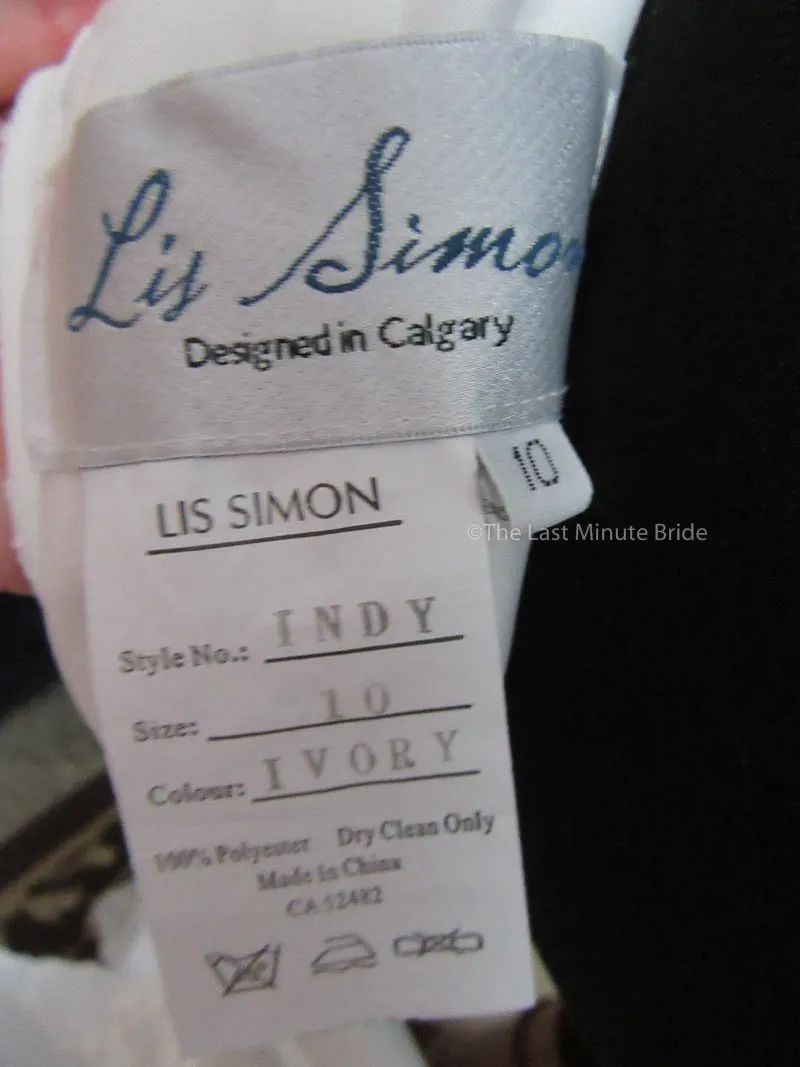 Lis Simon
Designed in Calgary
10
LIS SIMON
©The Last Minute Bride
Style No.: INDY
Size: 10
Colour: IVORY
100% Polyester Dry Clean Only
Made In China
CA 52482